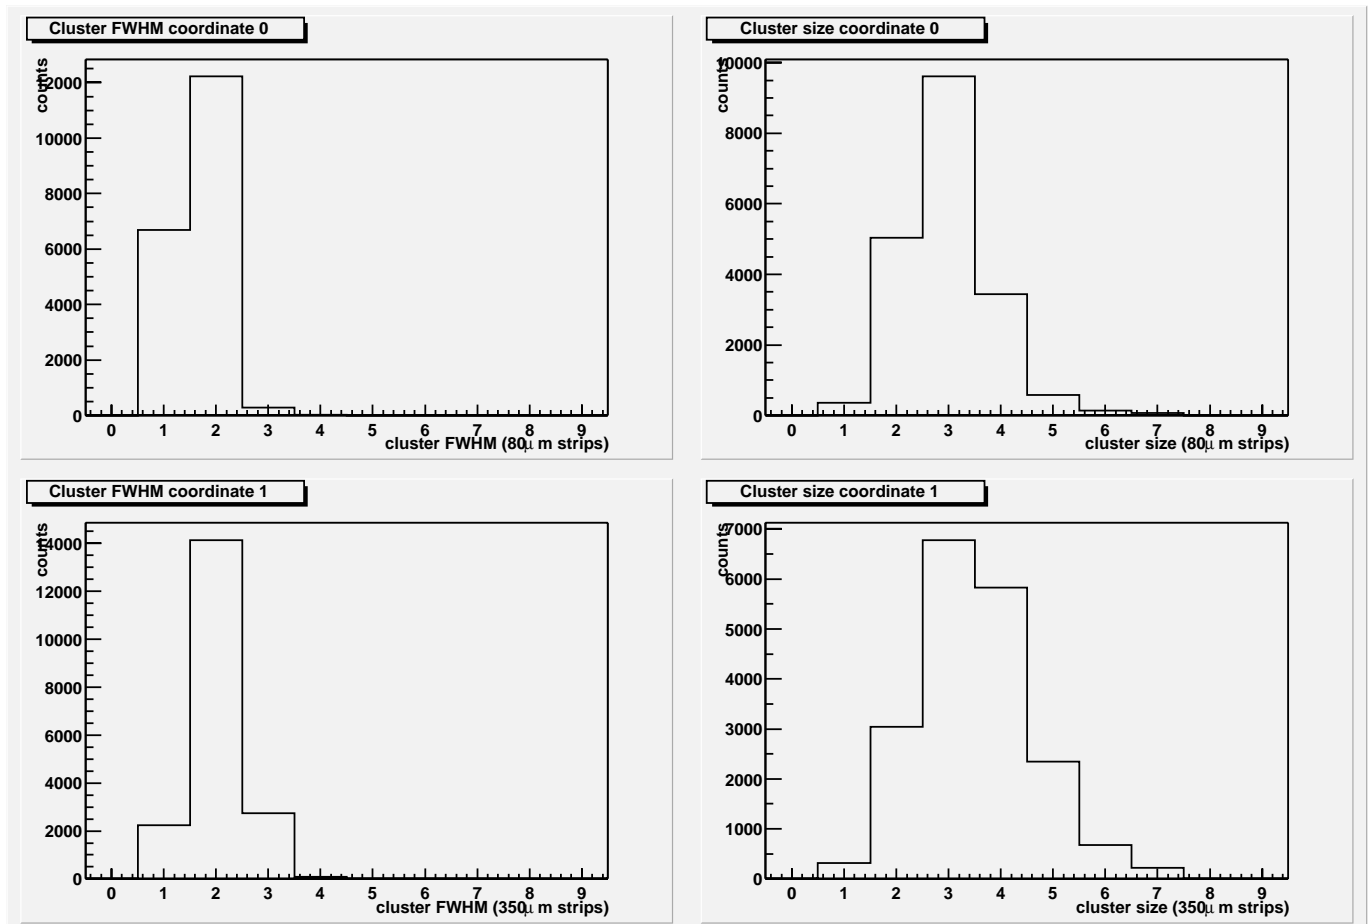 Cluster FWHM coordinate 0
counts
12000
10000
8000
6000
4000
2000
0
0 1 2 3 4 5 6 7 8 9
cluster FWHM (80μ m strips)
Cluster size coordinate 0
counts
10000
8000
6000
4000
2000
0
0 1 2 3 4 5 6 7 8 9
cluster size (80μ m strips)
Cluster FWHM coordinate 1
counts
14000
12000
10000
8000
6000
4000
2000
0
0 1 2 3 4 5 6 7 8 9
cluster FWHM (350μ m strips)
Cluster size coordinate 1
counts
7000
6000
5000
4000
3000
2000
1000
0
0 1 2 3 4 5 6 7 8 9
cluster size (350μ m strips)